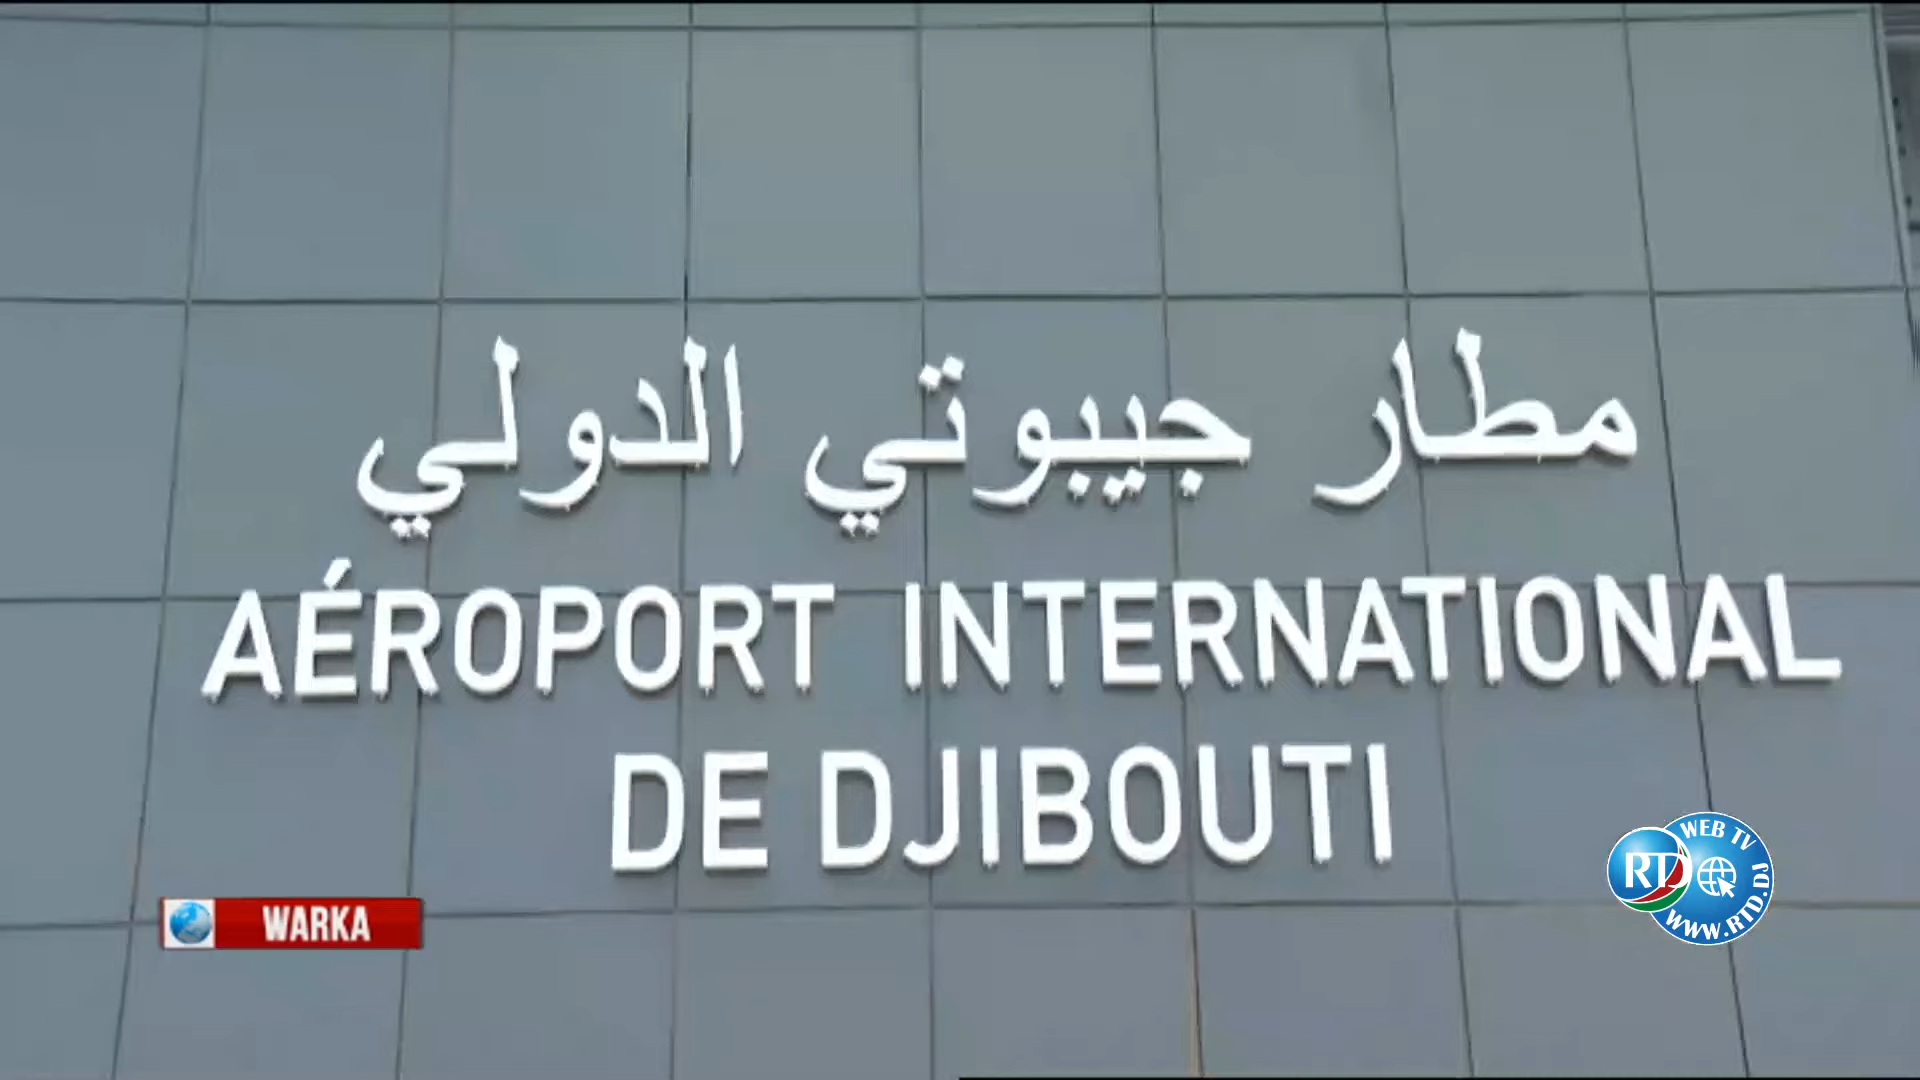 مطار جيبوتي الدولي
AÉROPORT INTERNATIONAL
DE DJIBOUTI
WARKA
WEB TV
RTD
WWW.RTD.DJ